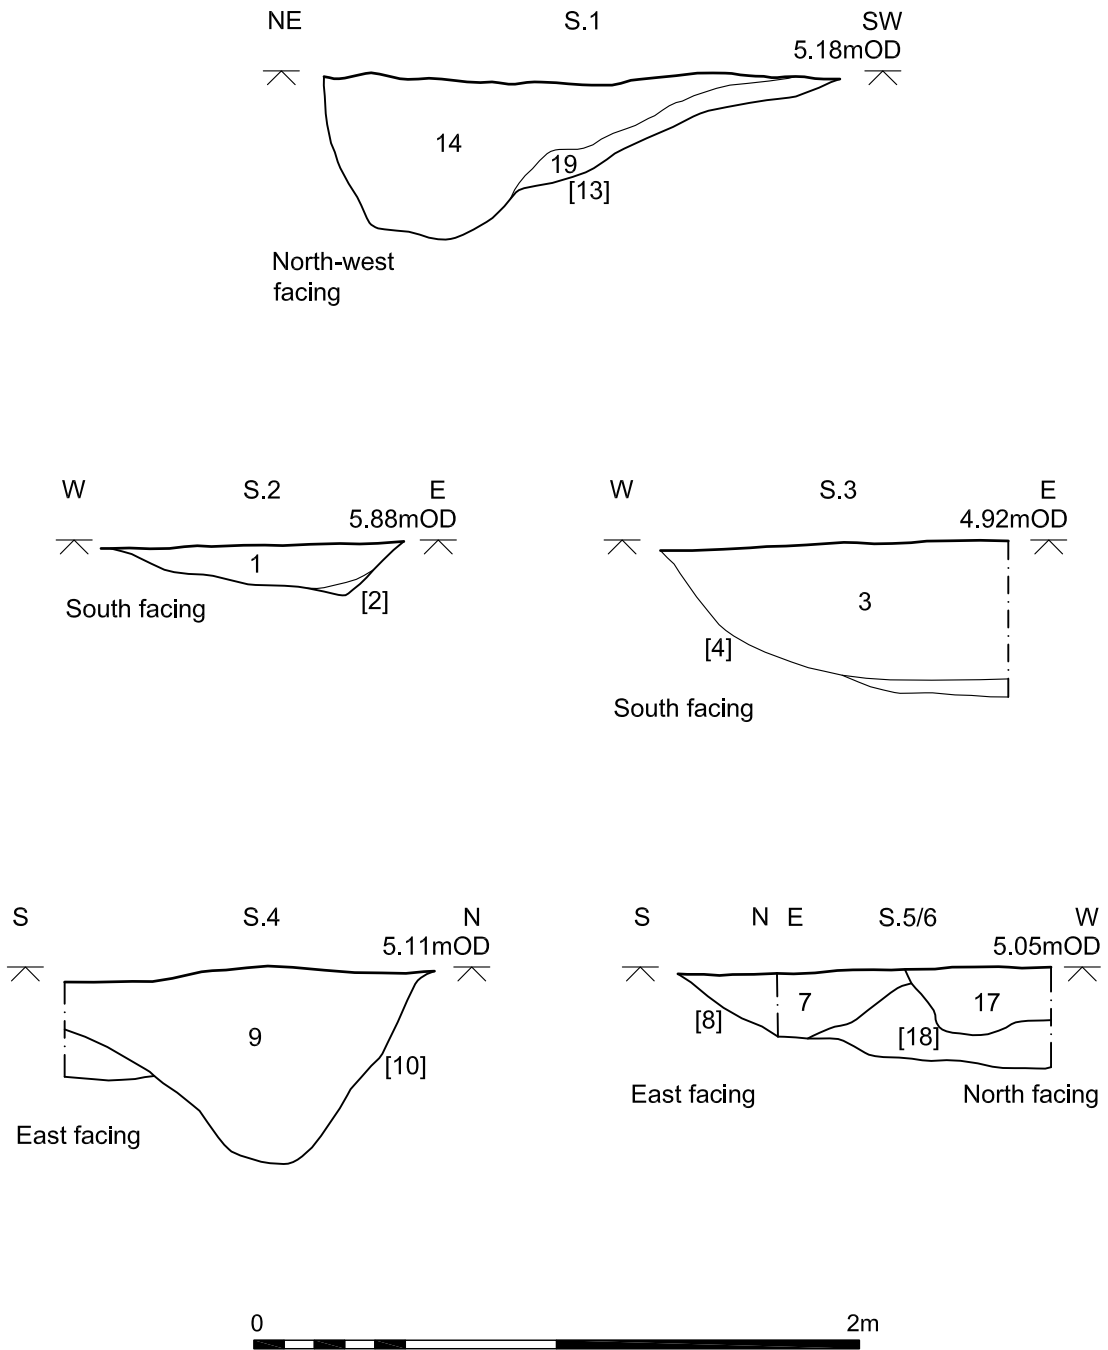 NE S.1 SW
5.18mOD
14
19
[13]
North-west
facing
W S.2 E
5.88mOD
1
[2]
South facing
W S.3 E
4.92mOD
3
[4]
South facing
S S.4 N
5.11mOD
9
[10]
East facing
S N E S.5/6 W
5.05mOD
7 17
[8] [18]
East facing North facing
0 2m